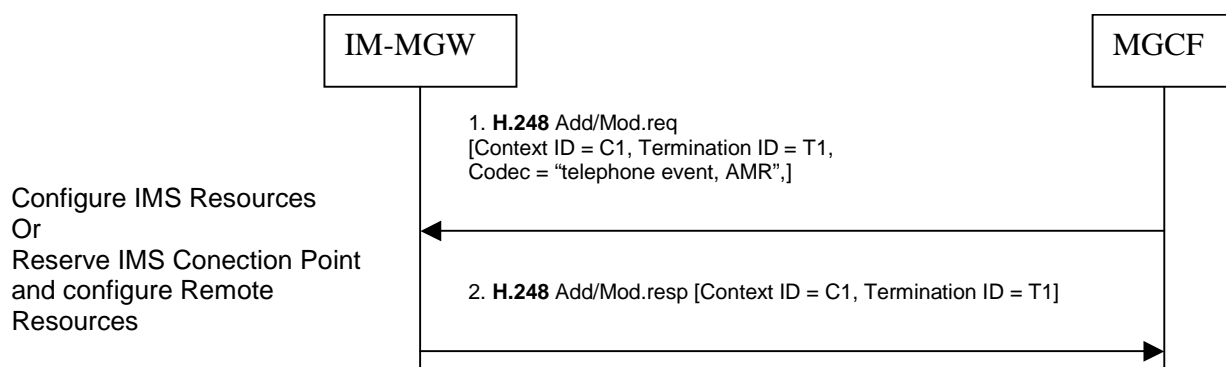 IM-MGW
MGCF
1. H.248 Add/Mod.req
[Context ID = C1, Termination ID = T1,
Codec = “telephone event, AMR”,]
Configure IMS Resources
Or
Reserve IMS Conection Point
and configure Remote
Resources
2. H.248 Add/Mod.resp [Context ID = C1, Termination ID = T1]